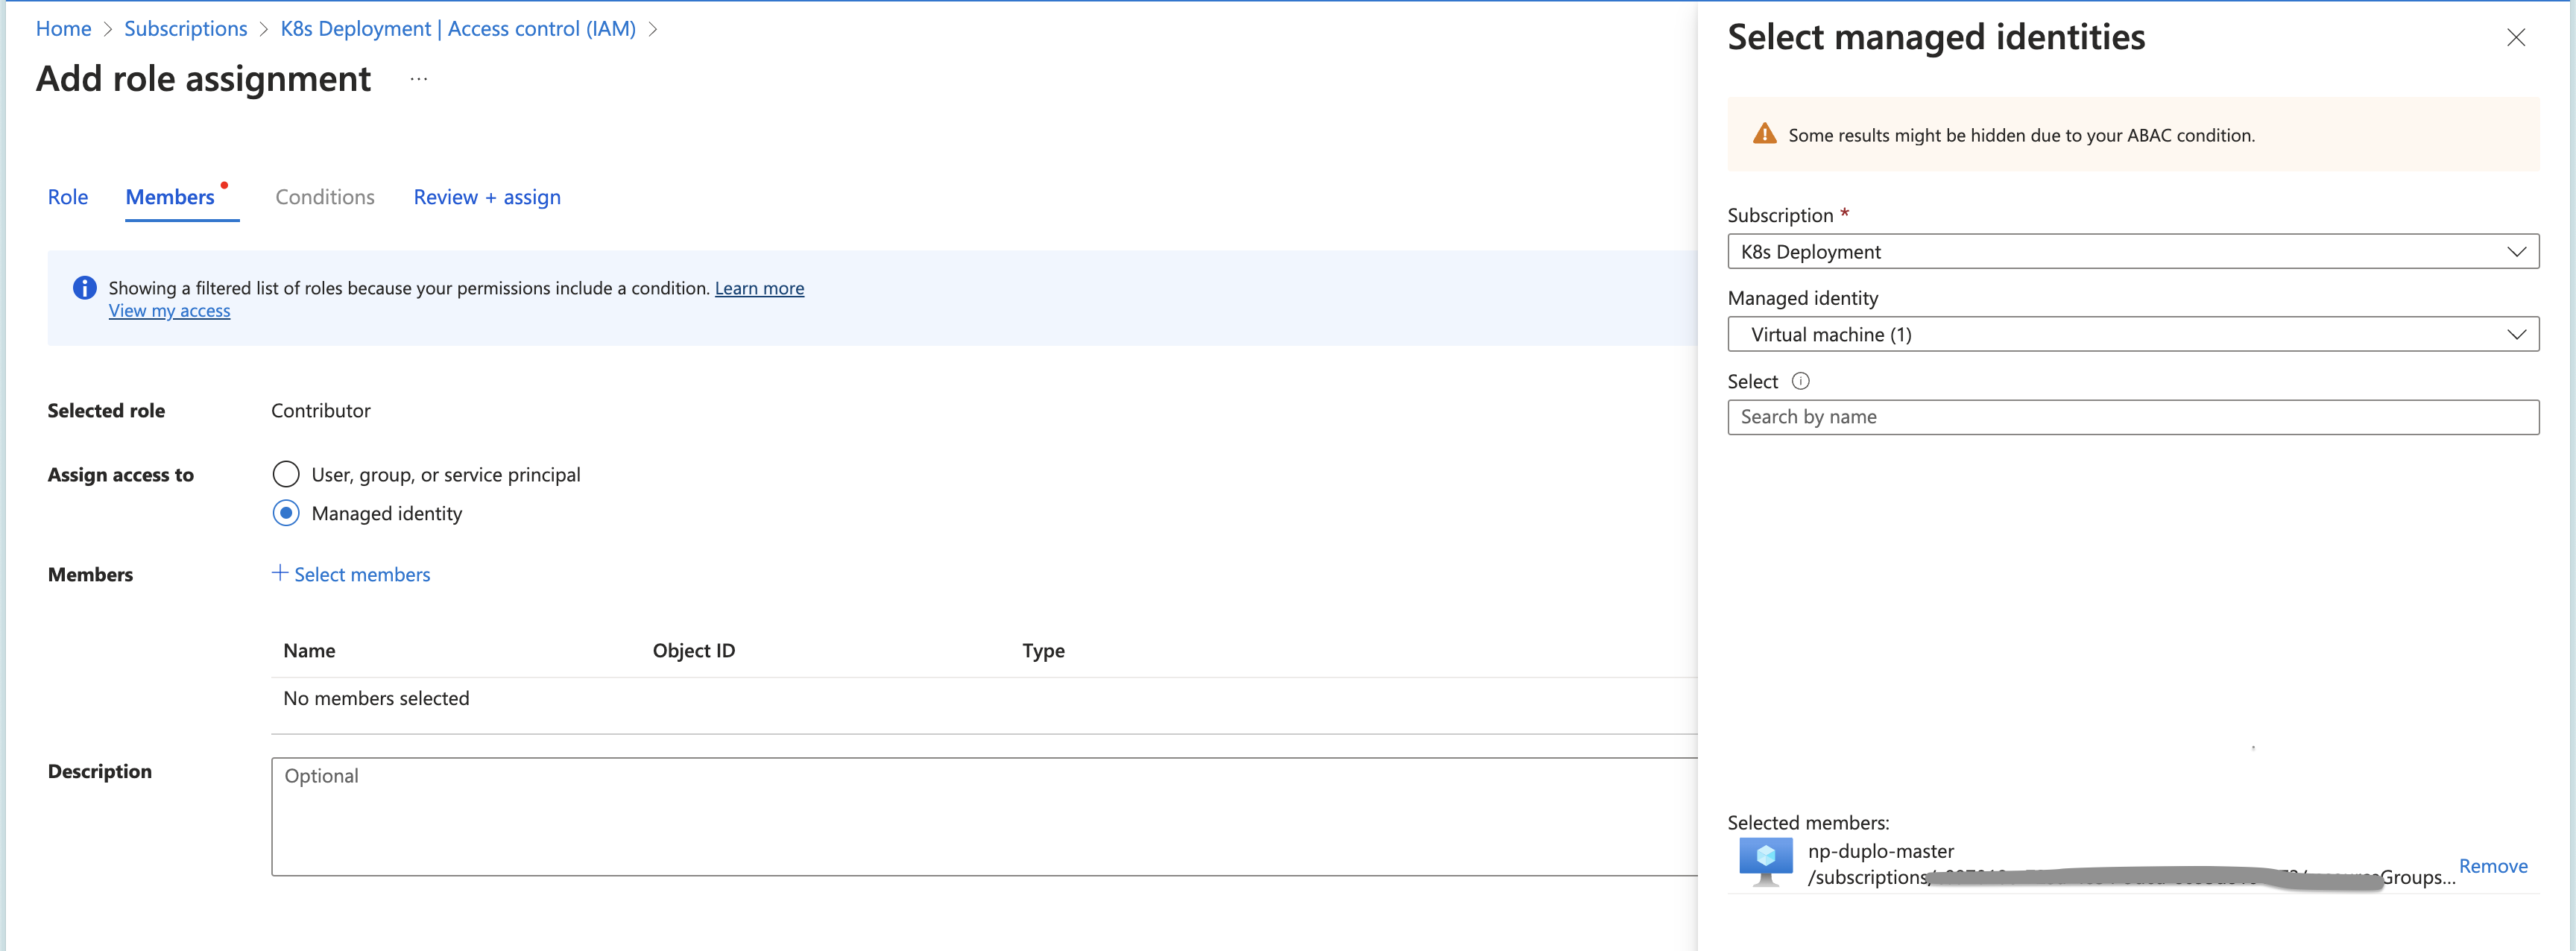 Home > Subscriptions > K8s Deployment | Access control (IAM) >
Add role assignment ...
Role Members Conditions Review + assign
Showing a filtered list of roles because your permissions include a condition. Learn more
View my access
Selected role Contributor
Assign access to User, group, or service principal
Managed identity
Members + Select members
Name Object ID Type
No members selected
Description Optional
Select managed identities
Some results might be hidden due to your ABAC condition.
Subscription *
K8s Deployment
Managed identity
Virtual machine (1)
Select
Search by name
Selected members:
np-duplo-master
/subscriptions/ Groups...
Remove